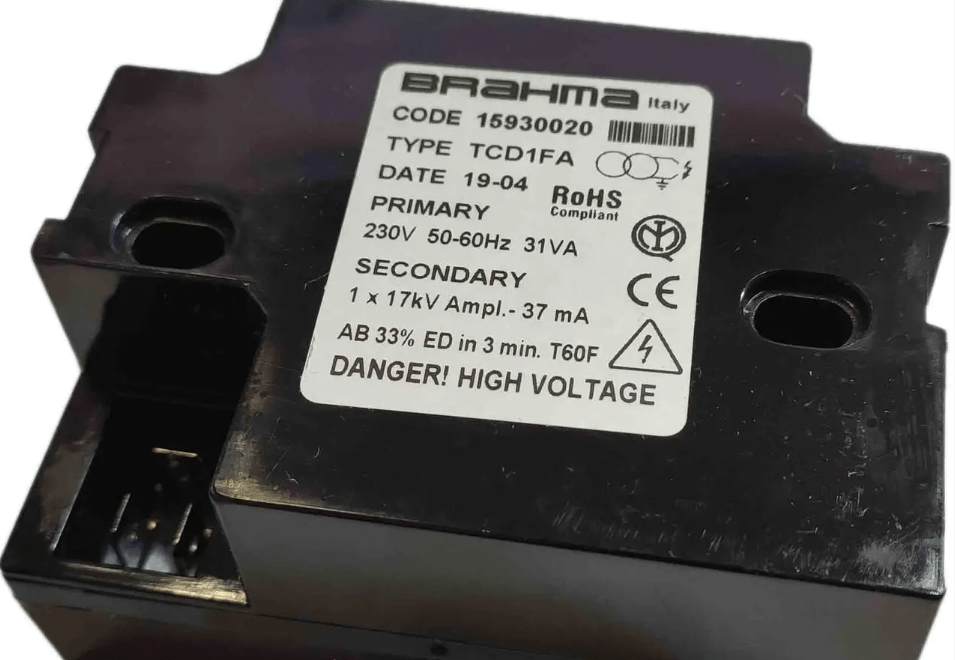 BRAHMA Italy
CODE 15930020
TYPE TCD1FA
DATE 19-04
RoHS
Compliant
PRIMARY
230V 50-60Hz 31VA
SECONDARY
CE
1 x 17kV Ampl.- 37 mA
AB 33% ED in 3 min. T60F
DANGER! HIGH VOLTAGE